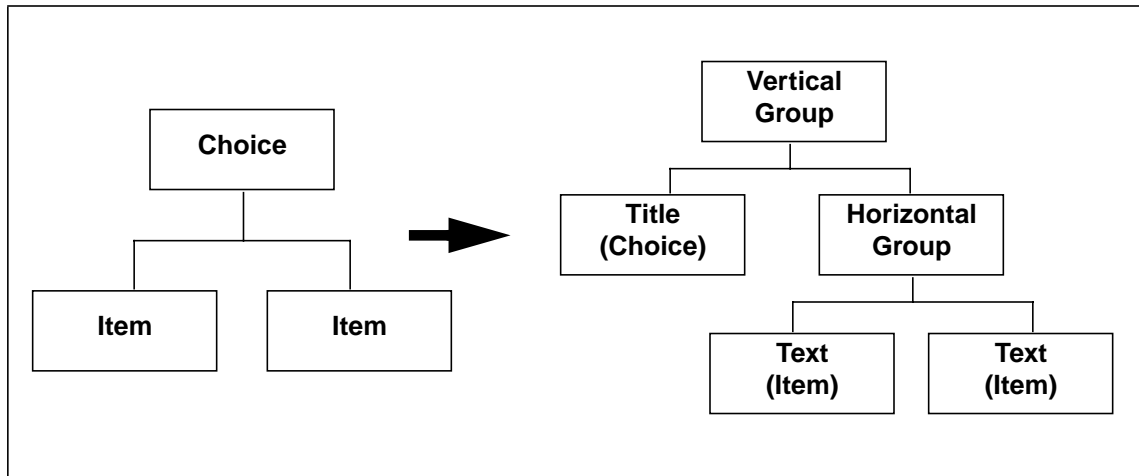 Choice
Item
Item
Vertical
Group
Title
(Choice)
Horizontal
Group
Text
(Item)
Text
(Item)